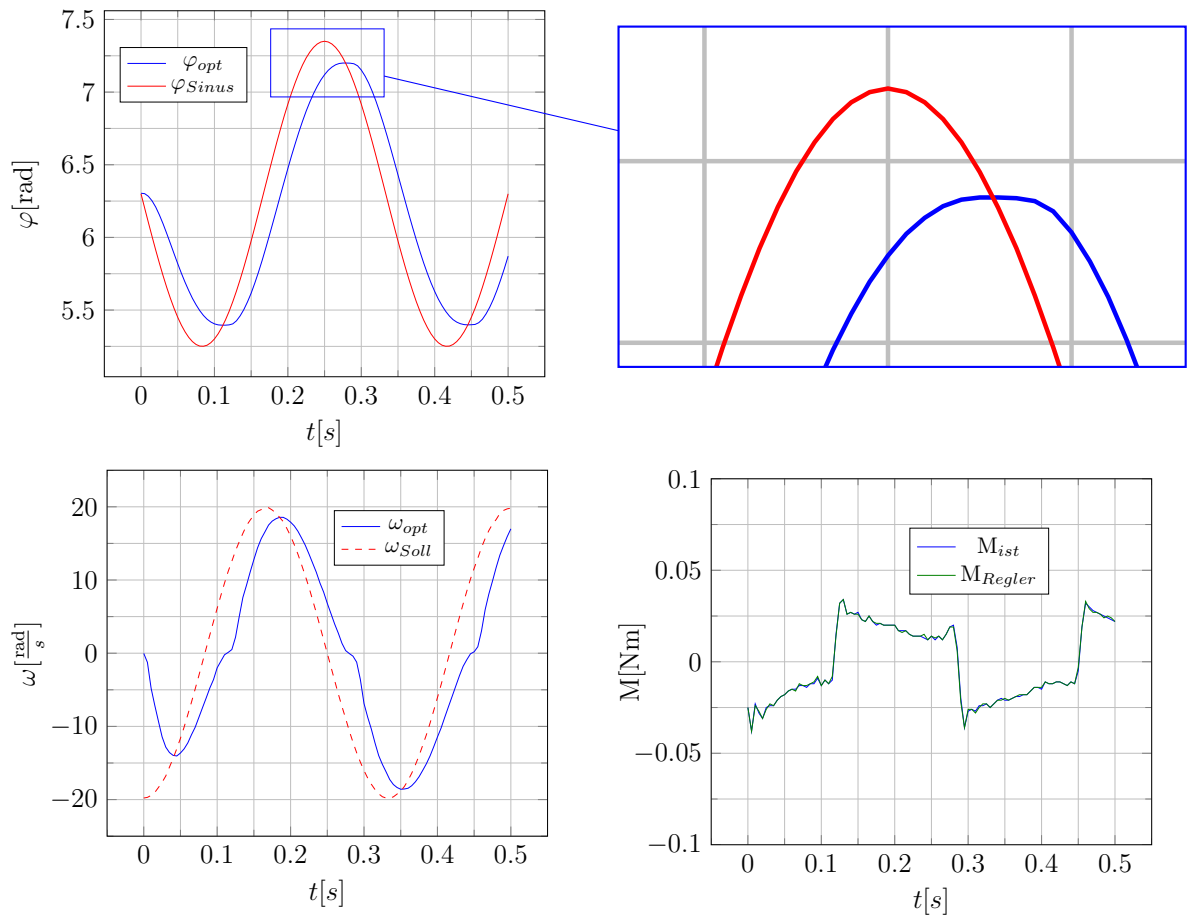 7.5
7
6.5
6
5.5
φ[rad]
φ_opt
φ_Sinus
0 0.1 0.2 0.3 0.4 0.5
t[s]
20
10
0
−10
−20
ω[rad/s]
ω_opt
ω_Soll
0 0.1 0.2 0.3 0.4 0.5
t[s]
0.1
0.05
0
−0.05
−0.1
M[Nm]
M_ist
M_Regler
0 0.1 0.2 0.3 0.4 0.5
t[s]